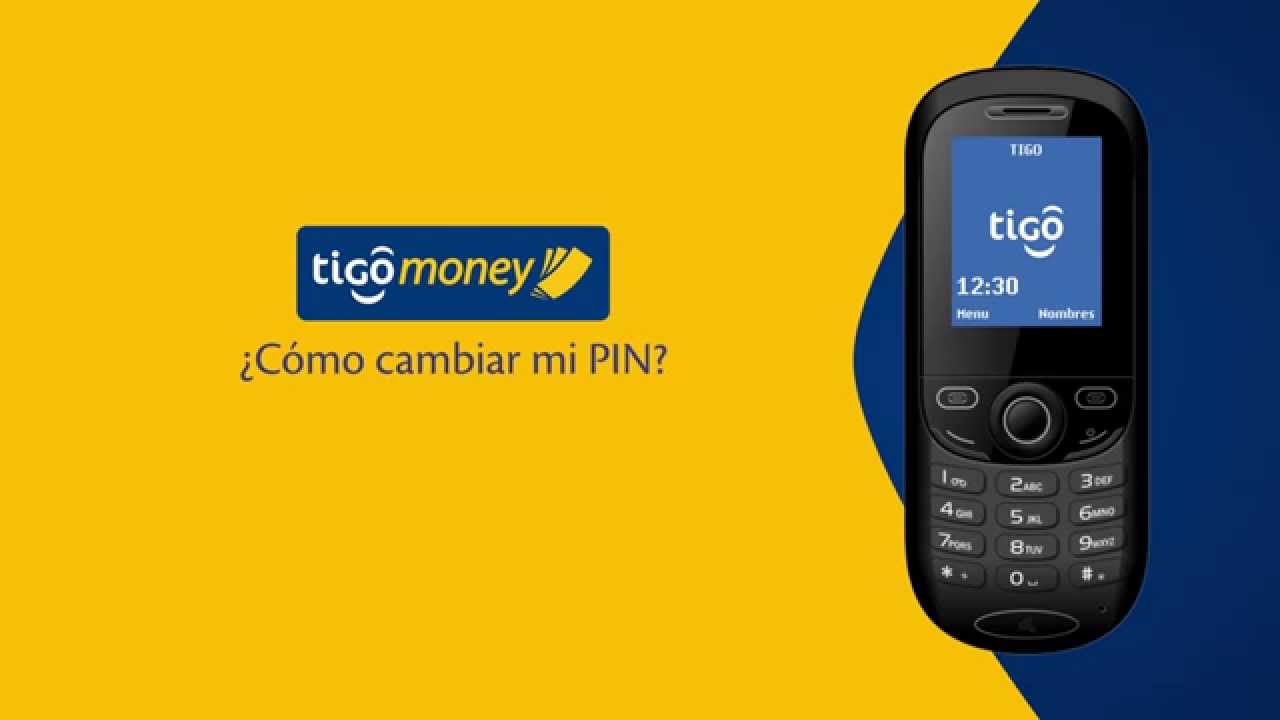 tigo money
¿Cómo cambiar mi PIN?
TIGO
tigo
12:30
Menu Nombres
1 2ABC 3DEF
4GHI 5JKL 6MNO
7PQRS 8TUV 9WXYZ
* + 0 #